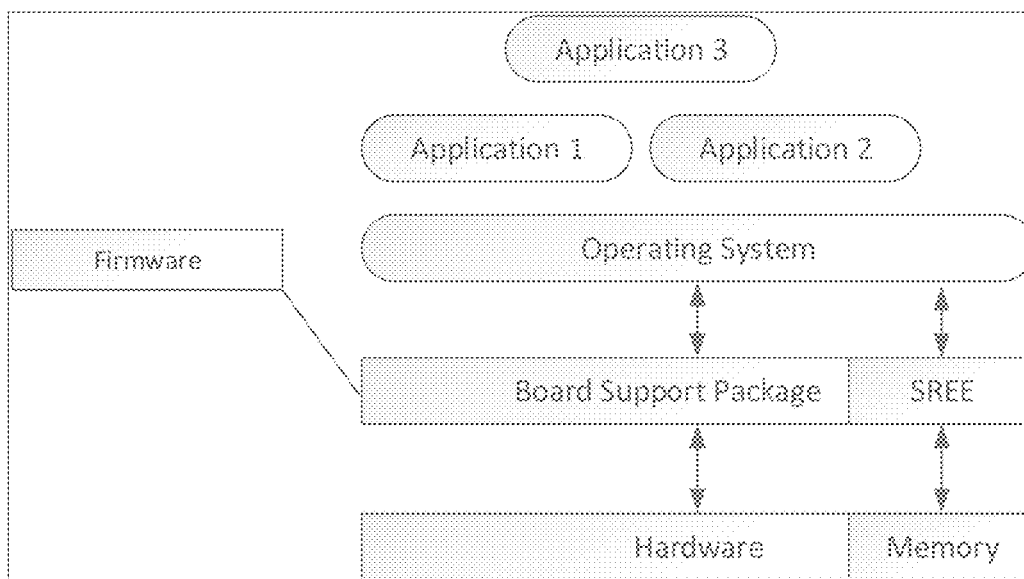 Application 3
Application 1
Application 2
Operating System
Firmware
Board Support Package
SREE
Hardware
Memory